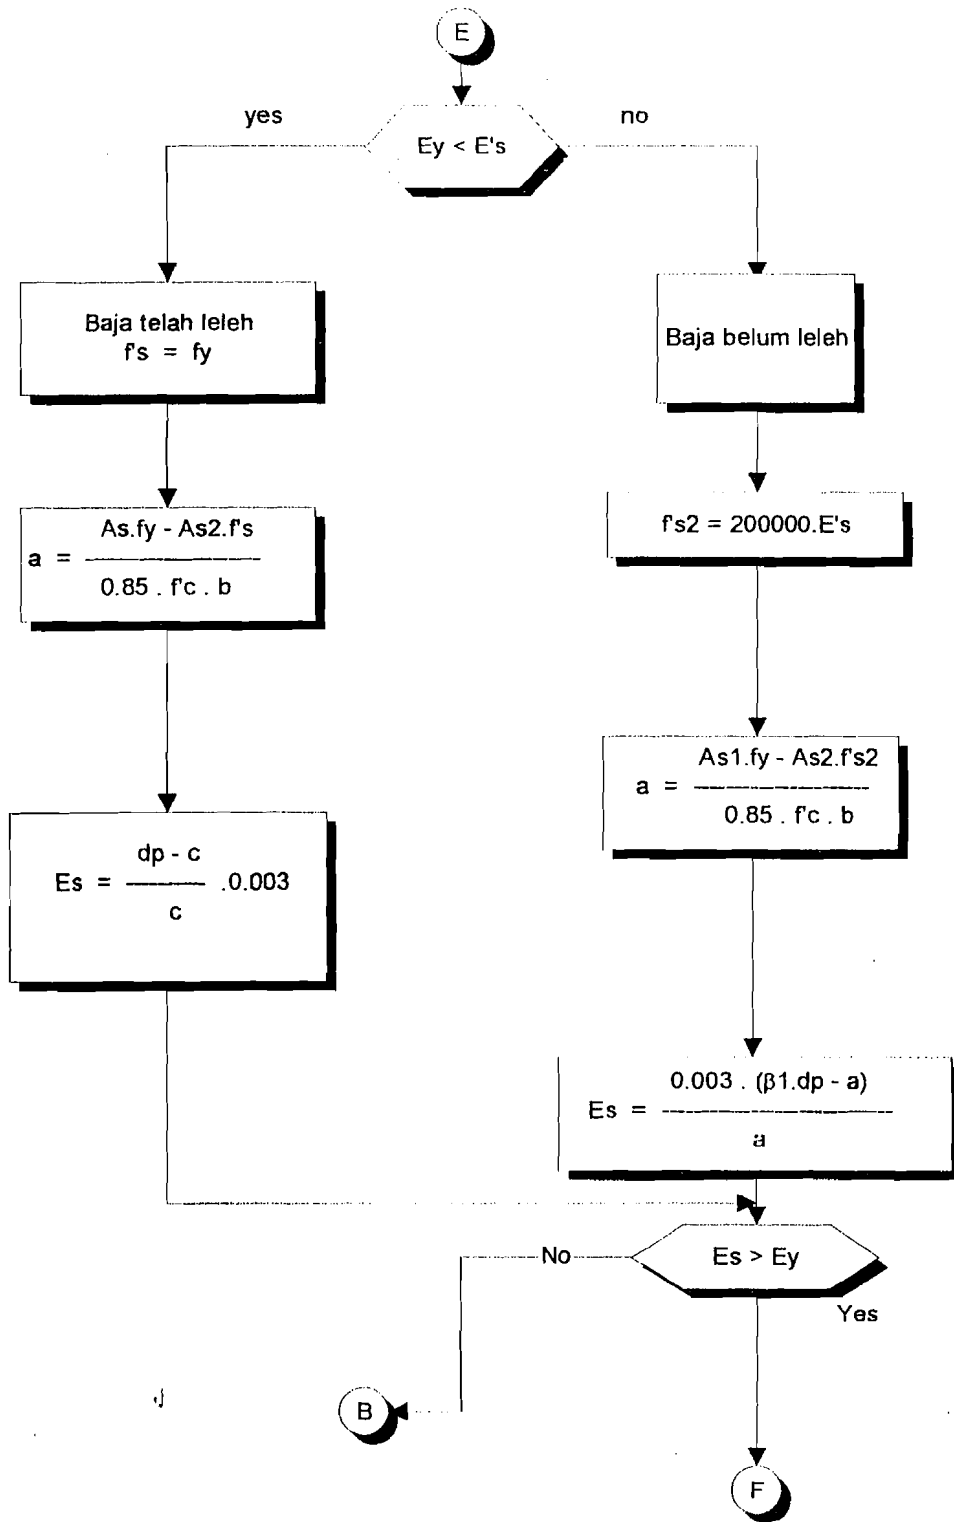 E
yes
no
Ey < E's
Baja telah leleh
f's = fy
Baja belum leleh
As.fy - As2.f's
a =
0.85 . f'c . b
f's2 = 200000.E's
As1.fy - As2.f's2
a =
0.85 . f'c . b
dp - c
Es = .0.003
c
0.003 . (β1.dp - a)
Es =
a
No
Es > Ey
Yes
B
F